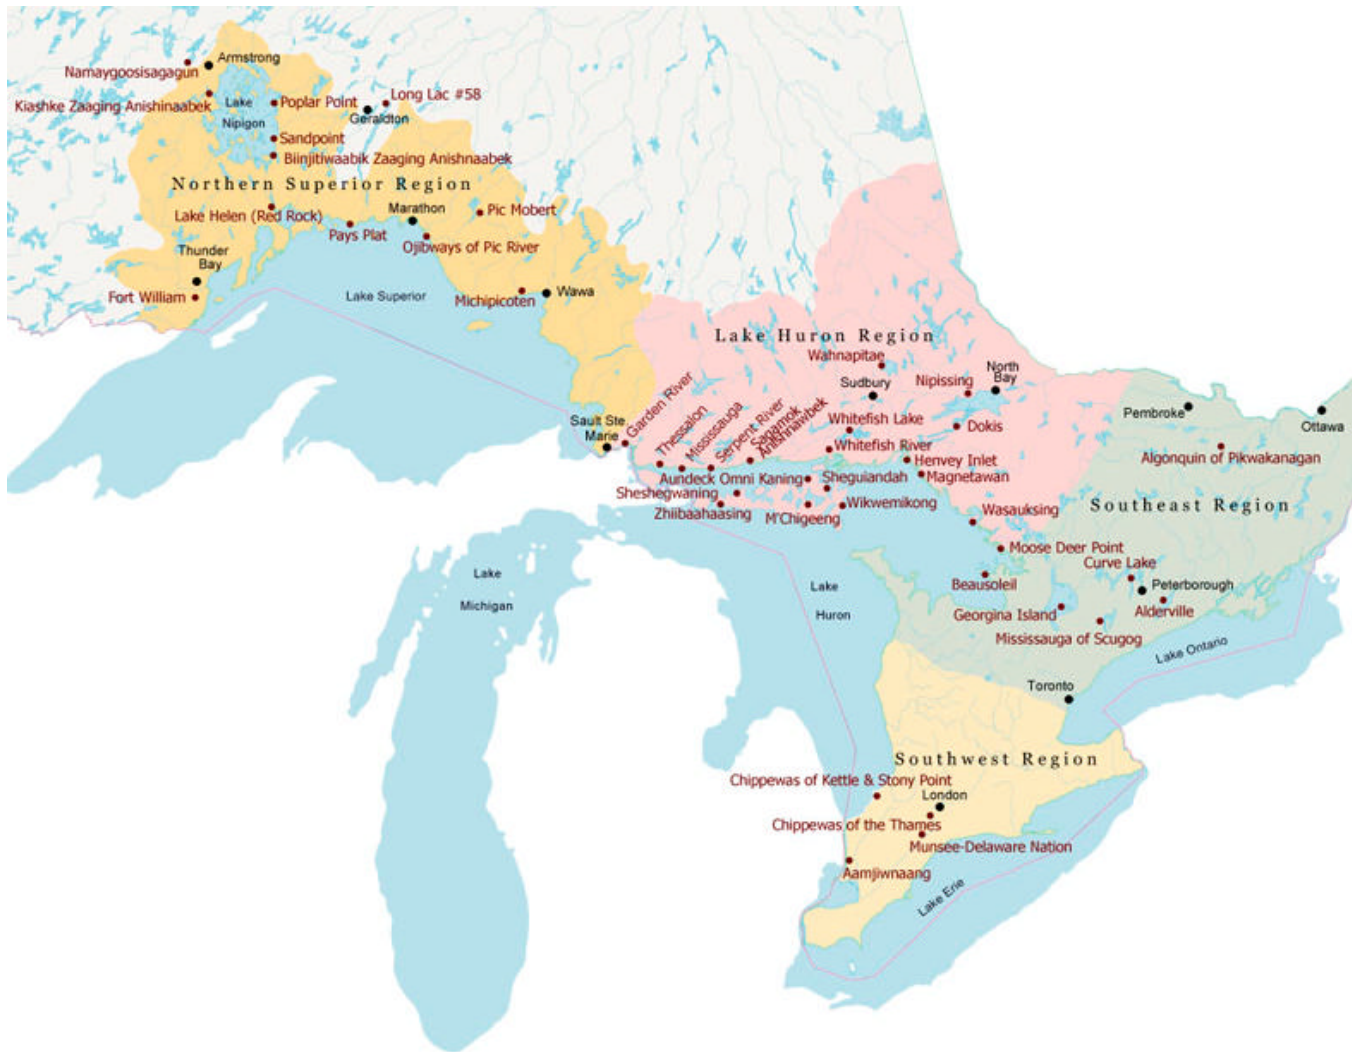 Armstrong
Namaygoosisagagun
Kiashke Zaaging Anishinaabek
Lake
Nipigon
Poplar Point
Long Lac #58
Geraldton
Sandpoint
Biinjitiwaabik Zaaging Anishnaabek
Northern Superior Region
Lake Helen (Red Rock)
Marathon
Pic Mobert
Pays Plat
Ojibways of Pic River
Thunder
Bay
Fort William
Lake Superior
Michipicoten
Wawa
Lake Huron Region
Wahnapitae
Sudbury
Nipissing
North
Bay
Sault Ste.
Marie
Garden River
Thessalon
Mississauga
Serpent River
Sagamok
Anishnawbek
Whitefish Lake
Dokis
Whitefish River
Henvey Inlet
Aundeck Omni Kaning
Sheguiandah
Magnetawan
Sheshegwaning
Zhiibaahaasing
M'Chigeeng
Wikwemikong
Wasauksing
Pembroke
Ottawa
Algonquin of Pikwakanagan
Southeast Region
Moose Deer Point
Curve Lake
Beausoleil
Peterborough
Georgina Island
Alderville
Mississauga of Scugog
Lake
Michigan
Lake
Huron
Lake Ontario
Toronto
Southwest Region
Chippewas of Kettle & Stony Point
London
Chippewas of the Thames
Munsee-Delaware Nation
Aamjiwnaang
Lake Erie